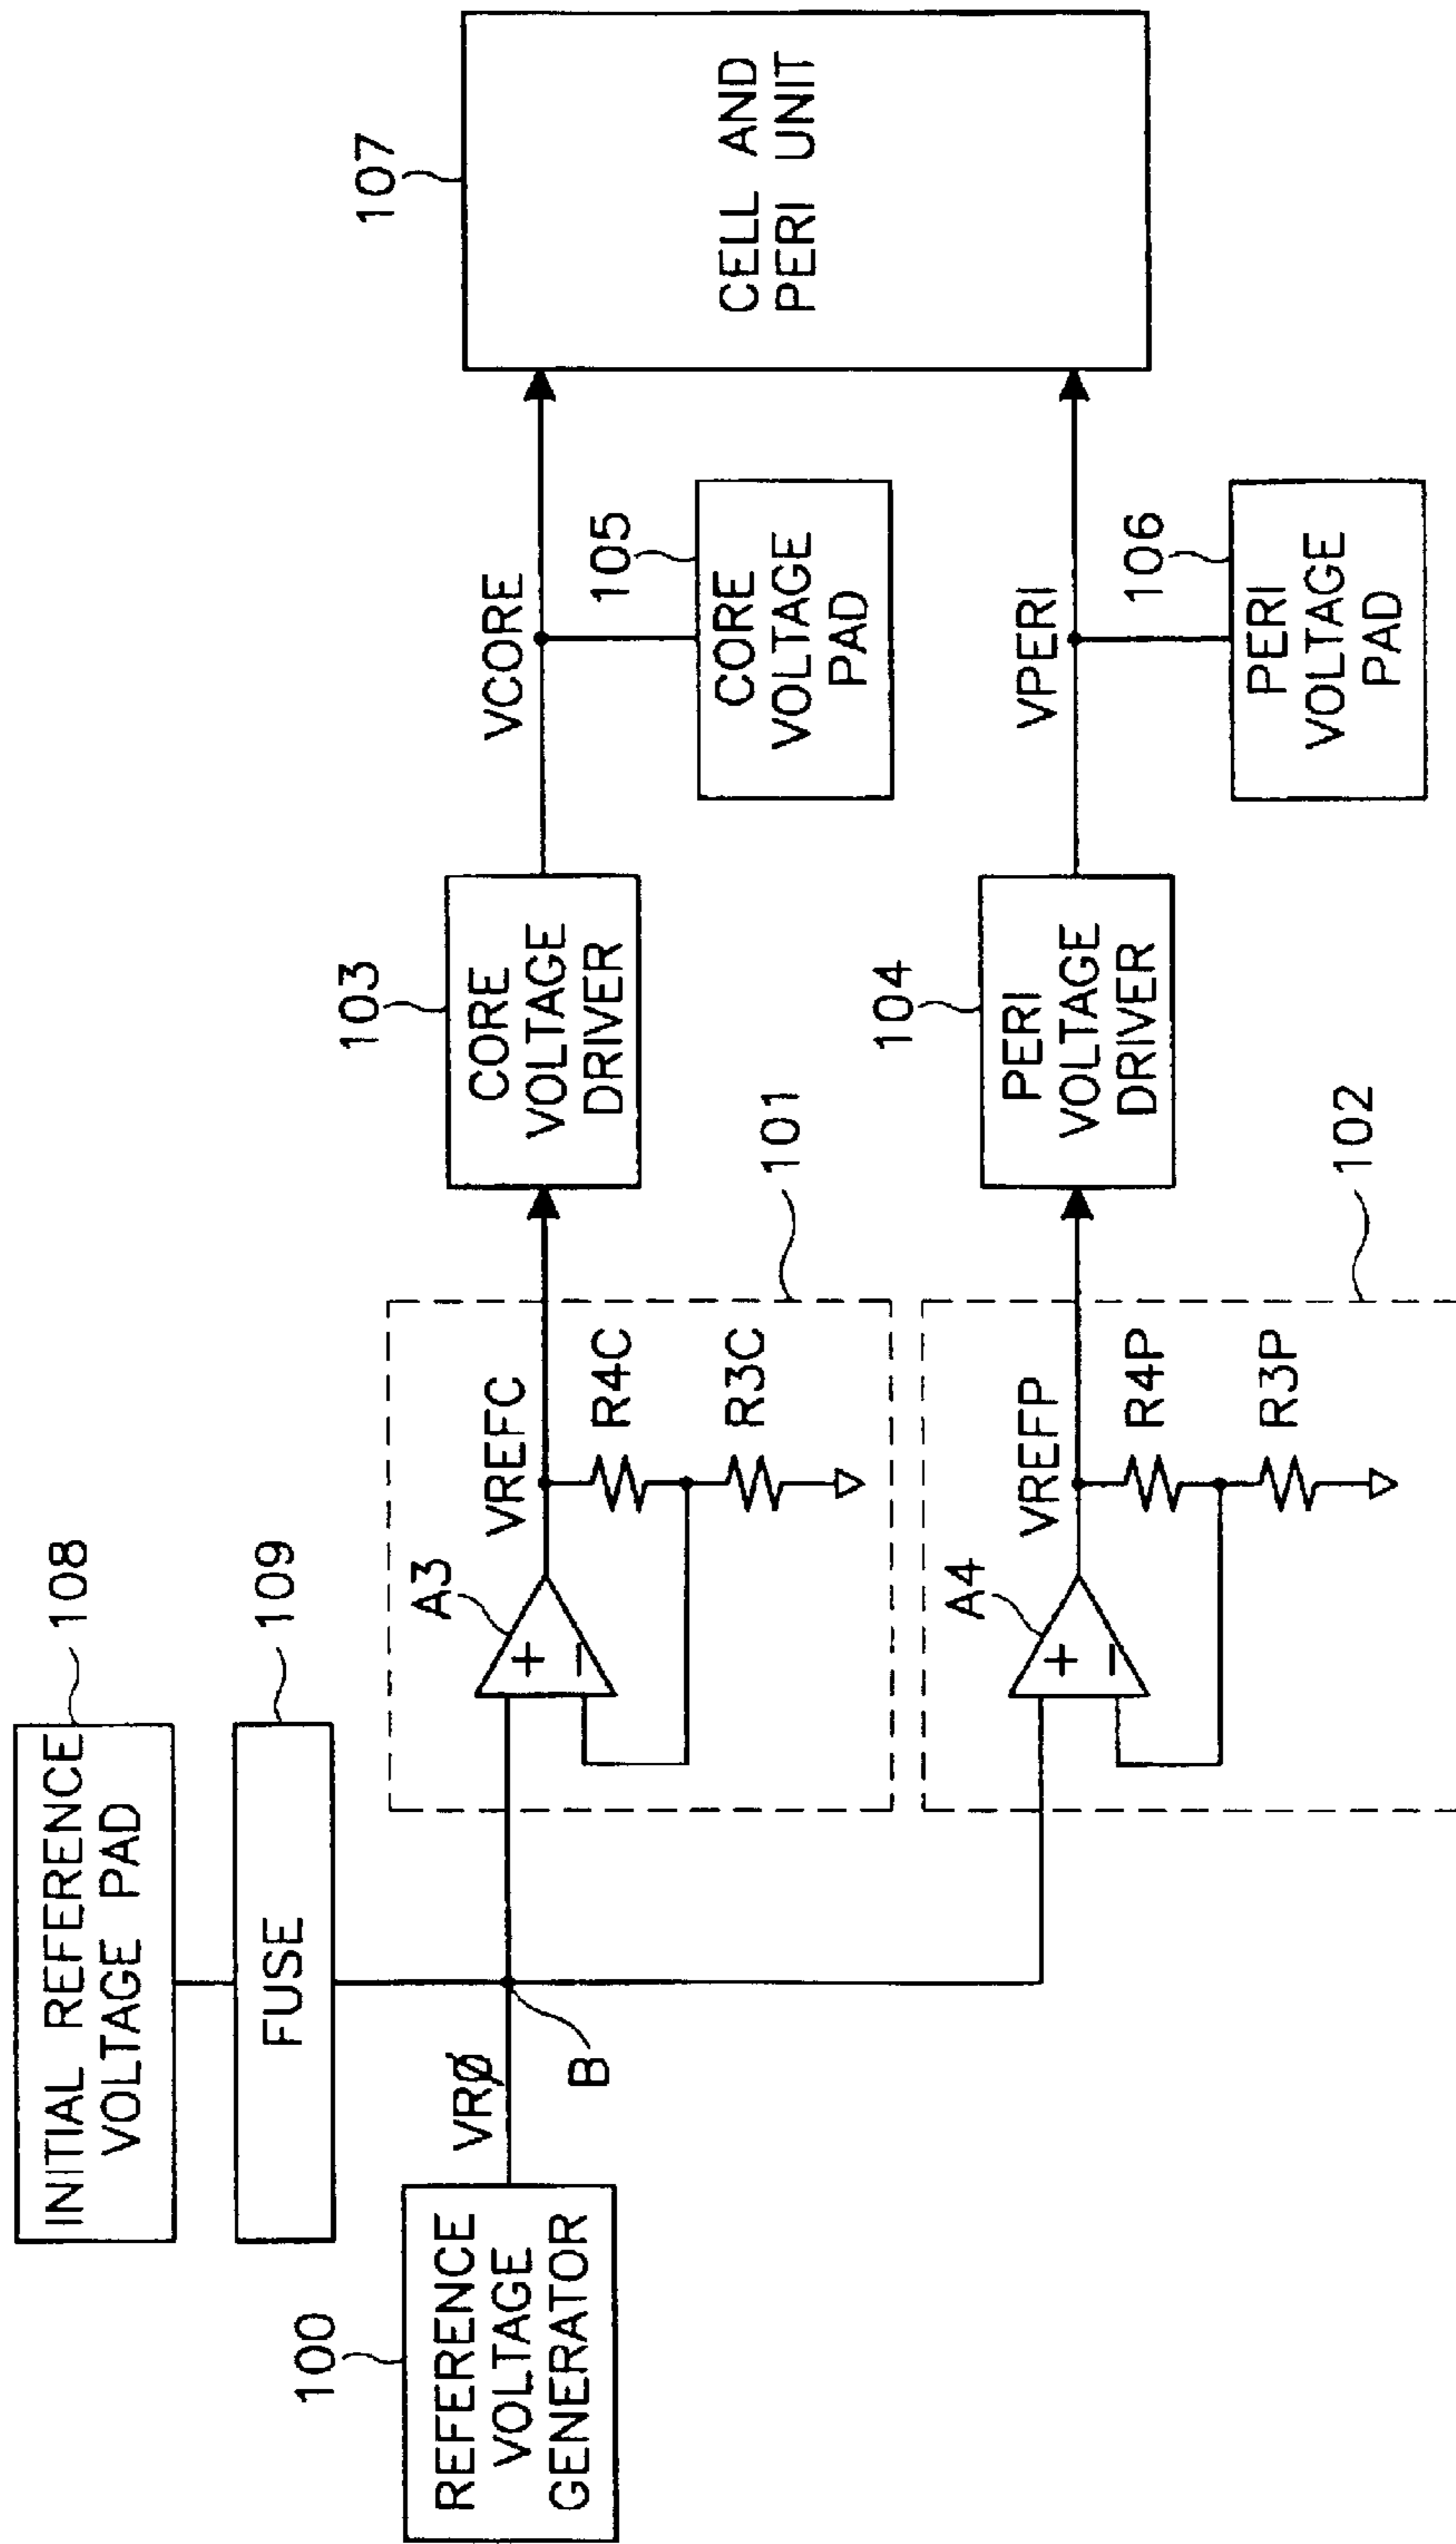 INITIAL REFERENCE
VOLTAGE PAD
108
FUSE
109
100
REFERENCE
VOLTAGE
GENERATOR
VRØ
B
A3
VREFC
R4C
R3C
101
103
CORE
VOLTAGE
DRIVER
VCORE
105
CORE
VOLTAGE
PAD
107
CELL AND
PERI UNIT
A4
VREFP
R4P
R3P
102
104
PERI
VOLTAGE
DRIVER
VPERI
106
PERI
VOLTAGE
PAD
+
−
+
−